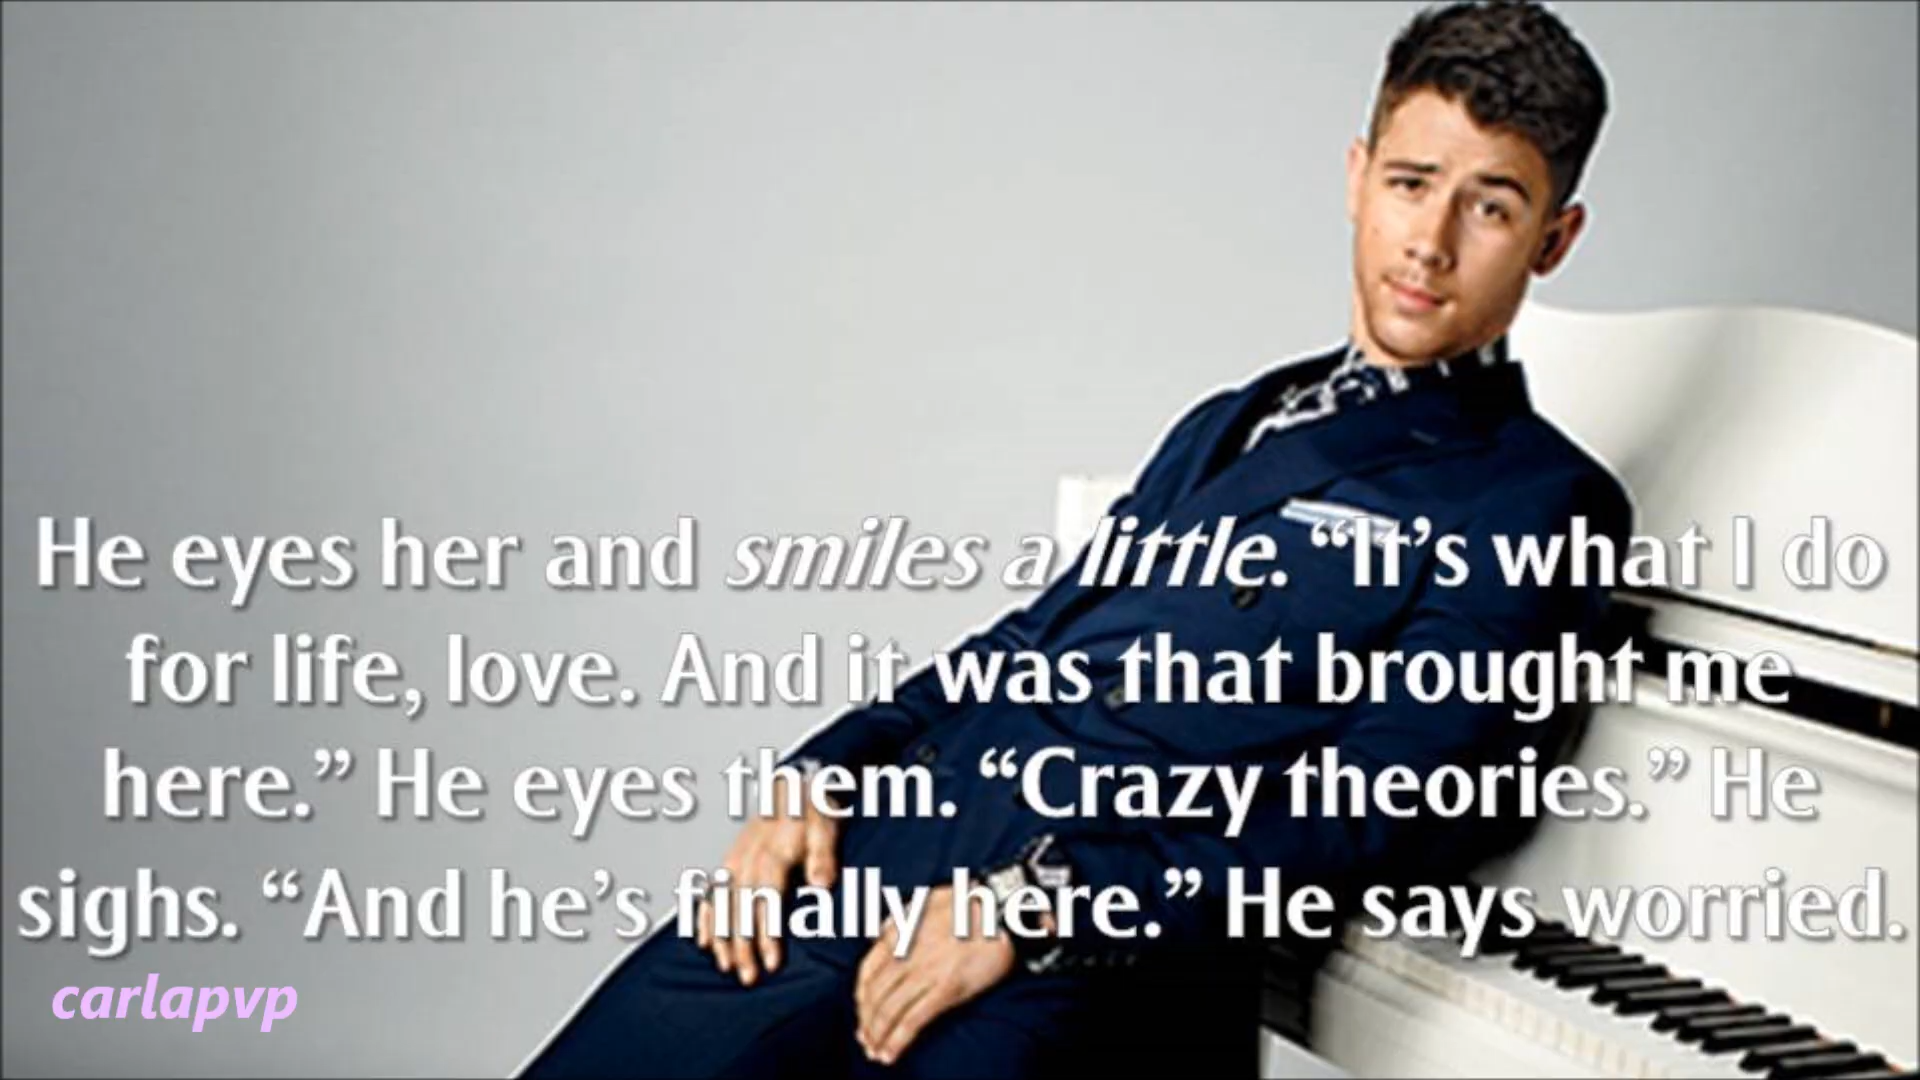 He eyes her and smiles a little. “It’s what I do
for life, love. And it was that brought me
here.” He eyes them. “Crazy theories.” He
sighs. “And he’s finally here.” He says worried.
carlapvp